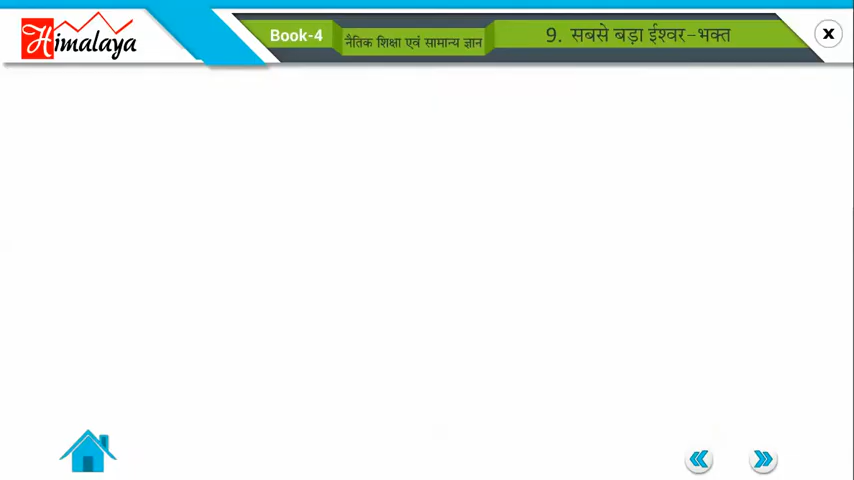 Himalaya
Book-4
नैतिक शिक्षा एवं सामान्य ज्ञान
9. सबसे बड़ा ईश्वर-भक्त
X